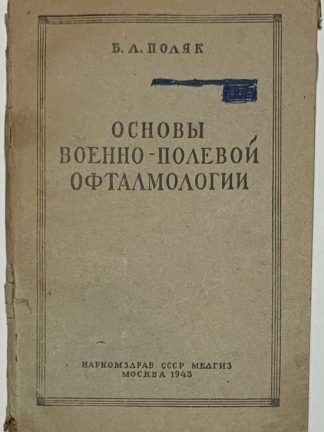 Б. Л. ПОЛЯК
ОСНОВЫ
ВОЕННО-ПОЛЕВОЙ
ОФТАЛМОЛОГИИ
НАРКОМЗДРАВ СССР МЕДГИЗ
МОСКВА 1943